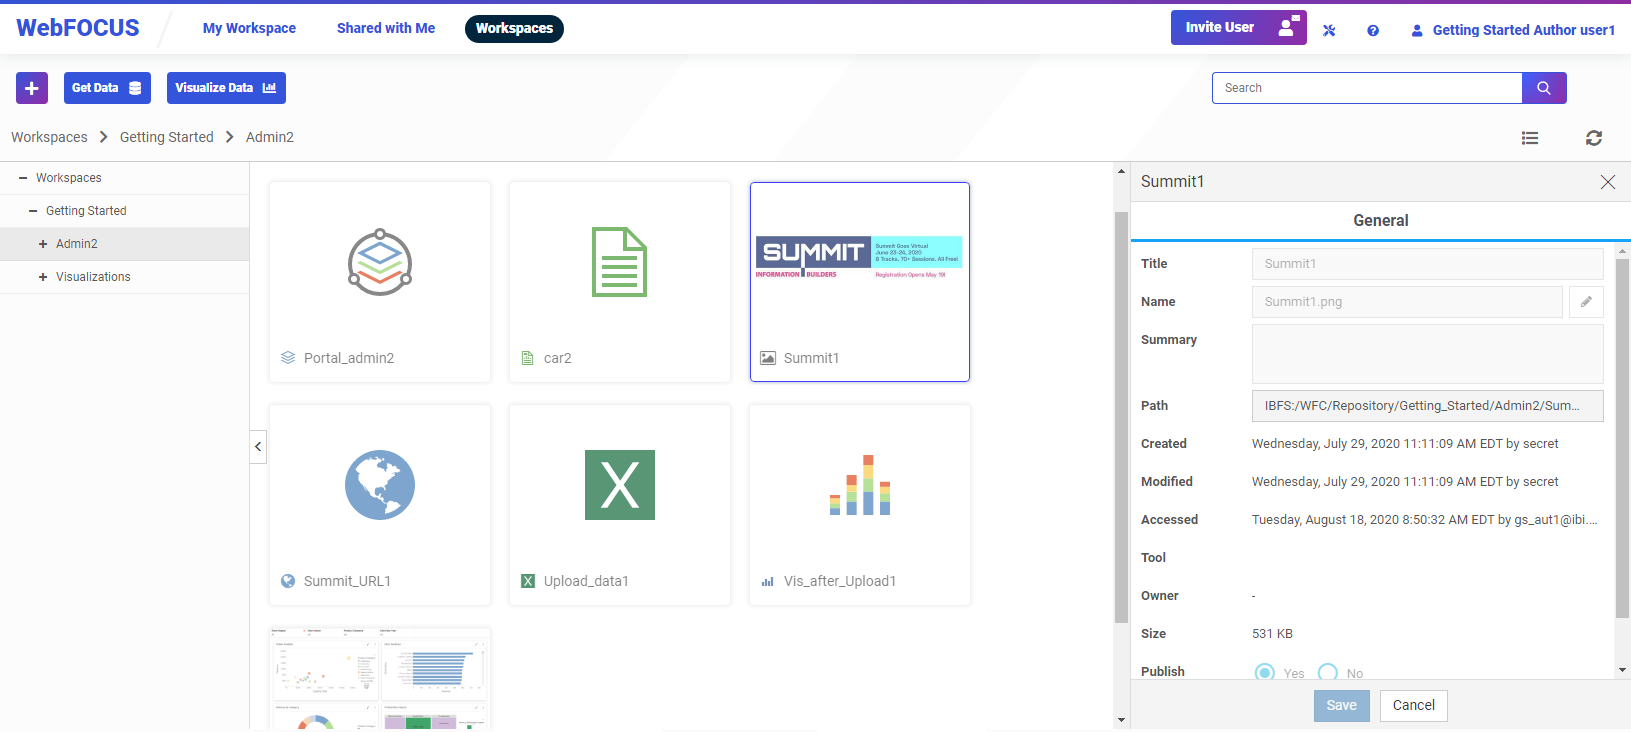 WebFOCUS
My Workspace
Shared with Me
Workspaces
Invite User
Getting Started Author user1
Get Data
Visualize Data
Search
Workspaces
Getting Started
Admin2
Workspaces
Getting Started
Admin2
Visualizations
Portal_admin2
car2
SUMMIT
INFORMATION BUILDERS
Summit Goes Virtual
June 23-24, 2020
8 Tracks. 70+ Sessions. All Free!
Registration Opens May 19!
Summit1
Summit_URL1
X
Upload_data1
Vis_after_Upload1
Summit1
General
Title
Summit1
Name
Summit1.png
Summary
Path
IBFS:/WFC/Repository/Getting_Started/Admin2/Sum...
Created
Wednesday, July 29, 2020 11:11:09 AM EDT by secret
Modified
Wednesday, July 29, 2020 11:11:09 AM EDT by secret
Accessed
Tuesday, August 18, 2020 8:50:32 AM EDT by gs_aut1@ibi....
Tool
Owner
-
Size
531 KB
Publish
Yes
No
Save
Cancel